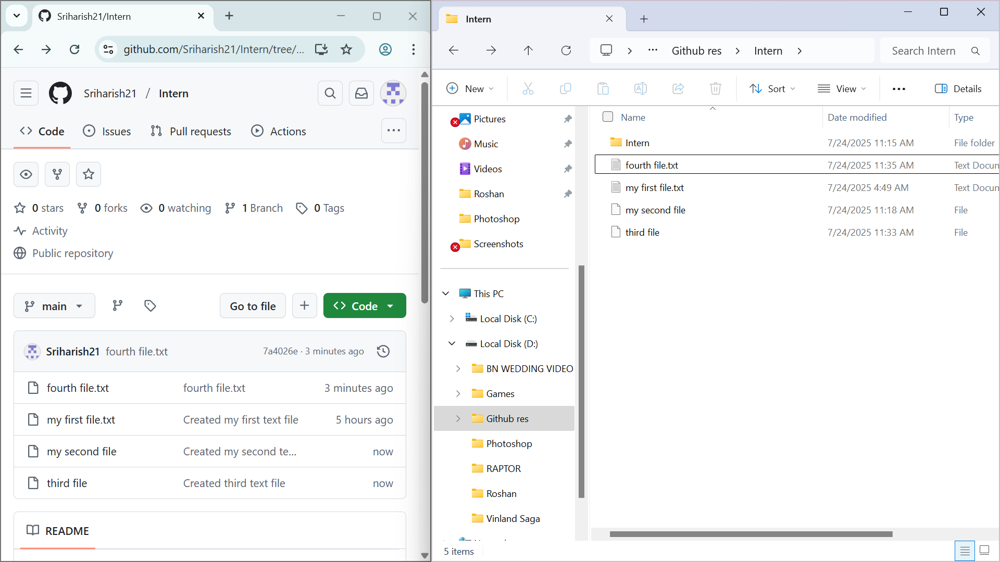 Sriharish21/Intern
github.com/Sriharish21/Intern/tree/...
Sriharish21 / Intern
Code Issues Pull requests Actions
0 stars 0 forks 0 watching 1 Branch 0 Tags
Activity
Public repository
main Go to file Code
Sriharish21 fourth file.txt 7a4026e · 3 minutes ago
fourth file.txt fourth file.txt 3 minutes ago
my first file.txt Created my first text file 5 hours ago
my second file Created my second te... now
third file Created third text file now
README
Intern
Github res Intern
Search Intern
New Sort View Details
Pictures
Music
Videos
Roshan
Photoshop
Screenshots
This PC
Local Disk (C:)
Local Disk (D:)
BN WEDDING VIDEO
Games
Github res
Photoshop
RAPTOR
Roshan
Vinland Saga
Name Date modified Type
Intern 7/24/2025 11:15 AM File folder
fourth file.txt 7/24/2025 11:35 AM Text Docun
my first file.txt 7/24/2025 4:49 AM Text Docun
my second file 7/24/2025 11:18 AM File
third file 7/24/2025 11:33 AM File
5 items